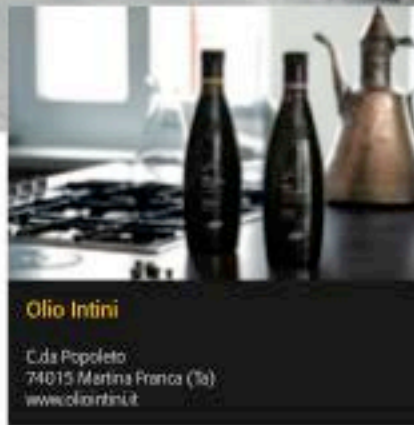 Olio Intini
C.da Popoleto
74015 Martina Franca (Ta)
www.oliointini.it